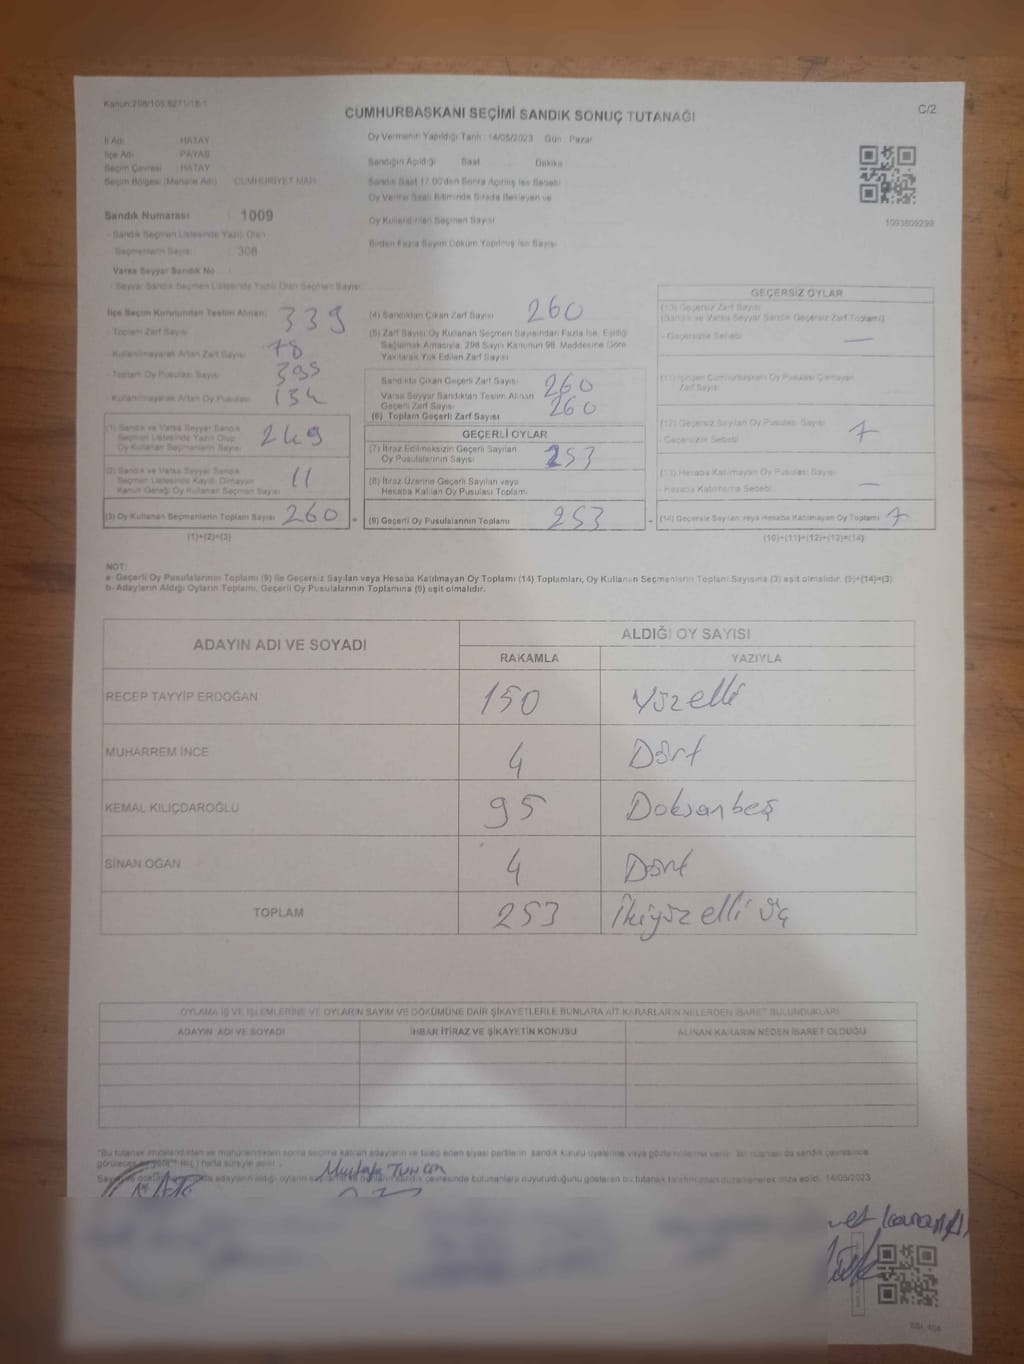 Kanun:298/105,6271/18-1
C/2
CUMHURBAŞKANI SEÇİMİ SANDIK SONUÇ TUTANAĞI
İl Adı : HATAY
İlçe Adı : PAYAS
Seçim Çevresi : HATAY
Seçim Bölgesi (Mahalle Adı) : CUMHURİYET MAH.
Oy Vermenin Yapıldığı Tarih : 14/05/2023 Gün : Pazar
Sandığın Açıldığı Saat Dakika
Sandık Saat 17.00'den Sonra Açılmış İse Sebebi
Oy Verme Saati Bitiminde Sırada Bekleyen ve
Oy Kullandırılan Seçmen Sayısı
Birden Fazla Sayım Döküm Yapılmış İse Sayısı
1093809299
Sandık Numarası : 1009
- Sandık Seçmen Listesinde Yazılı Olan
Seçmenlerin Sayısı : 308
Varsa Seyyar Sandık No :
- Seyyar Sandık Seçmen Listesinde Yazılı Olan Seçmen Sayısı:
İlçe Seçim Kurulundan Teslim Alınan; 339
- Toplam Zarf Sayısı
- Kullanılmayarak Artan Zarf Sayısı 78
- Toplam Oy Pusulası Sayısı 395
- Kullanılmayarak Artan Oy Pusulası 134
(1) Sandık ve Varsa Seyyar Sandık
Seçmen Listesinde Yazılı Olup
Oy Kullanan Seçmenlerin Sayısı 249
(2) Sandık ve Varsa Seyyar Sandık
Seçmen Listesinde Kayıtlı Olmayan
Kanun Gereği Oy Kullanan Seçmen Sayısı 11
(3) Oy Kullanan Seçmenlerin Toplam Sayısı 260
(1)+(2)=(3)
(4) Sandıktan Çıkan Zarf Sayısı 260
(5) Zarf Sayısı Oy Kullanan Seçmen Sayısından Fazla İse, Eşitliği
Sağlamak Amacıyla, 298 Sayılı Kanunun 98. Maddesine Göre
Yakılarak Yok Edilen Zarf Sayısı
Sandıkta Çıkan Geçerli Zarf Sayısı 260
Varsa Seyyar Sandıktan Teslim Alınan
Geçerli Zarf Sayısı
(6) Toplam Geçerli Zarf Sayısı 260
GEÇERLİ OYLAR
(7) İtiraz Edilmeksizin Geçerli Sayılan
Oy Pusulalarının Sayısı 253
(8) İtiraz Üzerine Geçerli Sayılan veya
Hesaba Katılan Oy Pusulası Toplamı
= (9) Geçerli Oy Pusulalarının Toplamı 253
GEÇERSİZ OYLAR
(10) Geçersiz Zarf Sayısı
(Sandık ve Varsa Seyyar Sandık Geçersiz Zarf Toplamı)
- Geçersizlik Sebebi: —
(11) İçinden Cumhurbaşkanı Oy Pusulası Çıkmayan
Zarf Sayısı
(12) Geçersiz Sayılan Oy Pusulası Sayısı 7
- Geçersizlik Sebebi:
(13) Hesaba Katılmayan Oy Pusulası Sayısı
- Hesaba Katılmama Sebebi: —
+ (14) Geçersiz Sayılan veya Hesaba Katılmayan Oy Toplamı 7
(10)+(11)+(12)+(13)=(14)
NOT:
a- Geçerli Oy Pusulalarının Toplamı (9) ile Geçersiz Sayılan veya Hesaba Katılmayan Oy Toplamı (14) Toplamları, Oy Kullanan Seçmenlerin Toplam Sayısına (3) eşit olmalıdır. (9)+(14)=(3)
b- Adayların Aldığı Oyların Toplamı, Geçerli Oy Pusulalarının Toplamına (9) eşit olmalıdır.
ADAYIN ADI VE SOYADI
ALDIĞI OY SAYISI
RAKAMLA YAZIYLA
RECEP TAYYİP ERDOĞAN 150 Yüzelli
MUHARREM İNCE 4 Dört
KEMAL KILIÇDAROĞLU 95 Doksanbeş
SİNAN OĞAN 4 Dört
TOPLAM 253 İkiyüzelli üç
OYLAMA İŞ VE İŞLEMLERİNE VE OYLARIN SAYIM VE DÖKÜMÜNE DAİR ŞİKAYETLERLE BUNLARA AİT KARARLARIN NELERDEN İBARET BULUNDUKLARI
ADAYIN ADI VE SOYADI İHBAR İTİRAZ VE ŞİKAYETİN KONUSU ALINAN KARARIN NEDEN İBARET OLDUĞU
"Bu tutanak imzalandıktan ve mühürlendikten sonra seçime katılan adayların ve talep eden siyasi partilerin sandık kurulu üyelerine veya gözlemcilerine verilir. Bir nüshası da sandık çevresinde
görülecek bir yere (1-Bir) hafta süreyle asılır.
Mustafa TUNCA
adayların aldığı oyların sandık çevresinde bulunanlara duyurulduğunu gösteren bu tutanak tarafımızdan düzenlenerek imza edildi. 14/05/2023